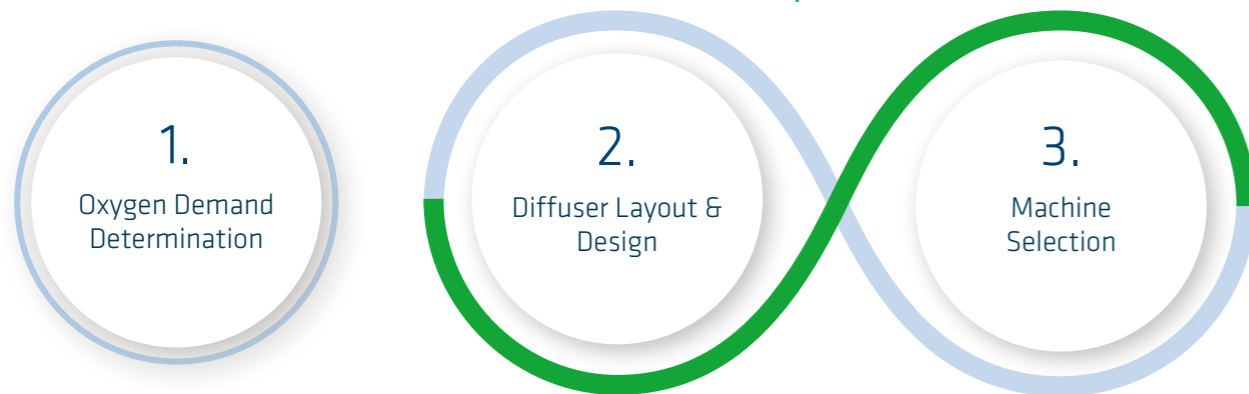 1.
Oxygen Demand
Determination
2.
Diffuser Layout &
Design
3.
Machine
Selection